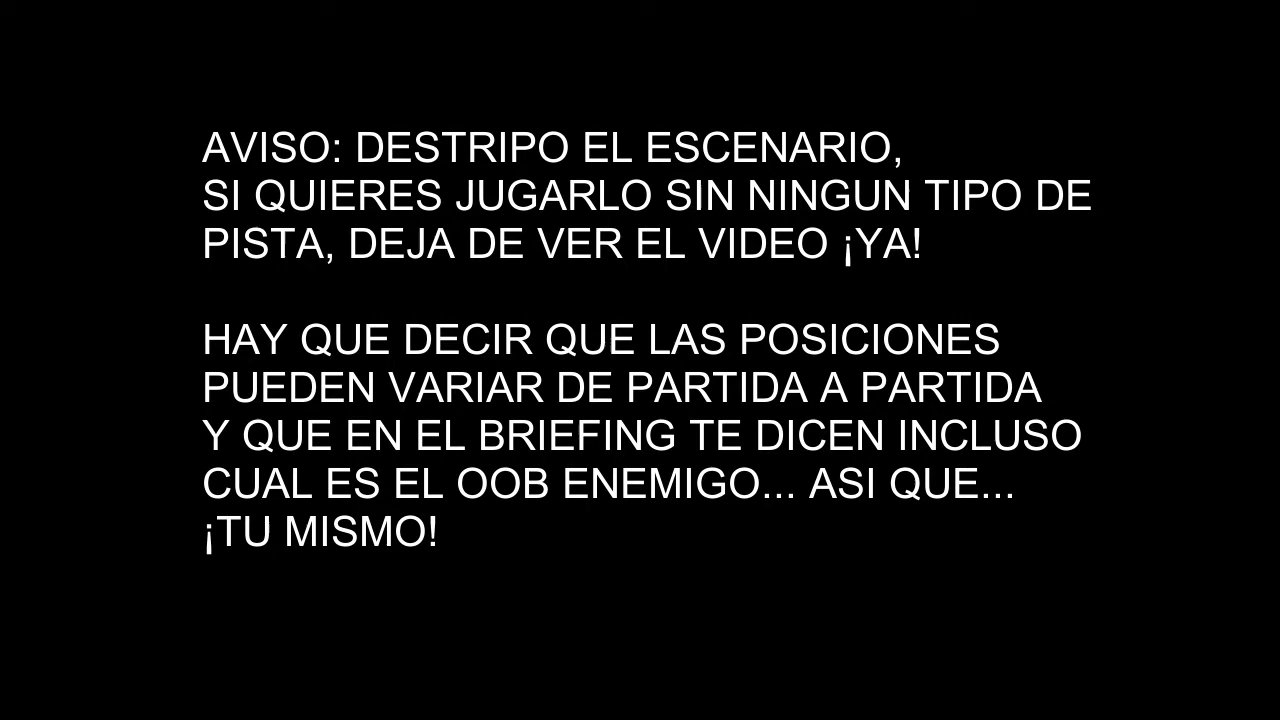 AVISO: DESTRIPO EL ESCENARIO,
SI QUIERES JUGARLO SIN NINGUN TIPO DE
PISTA, DEJA DE VER EL VIDEO ¡YA!
HAY QUE DECIR QUE LAS POSICIONES
PUEDEN VARIAR DE PARTIDA A PARTIDA
Y QUE EN EL BRIEFING TE DICEN INCLUSO
CUAL ES EL OOB ENEMIGO... ASI QUE...
¡TU MISMO!